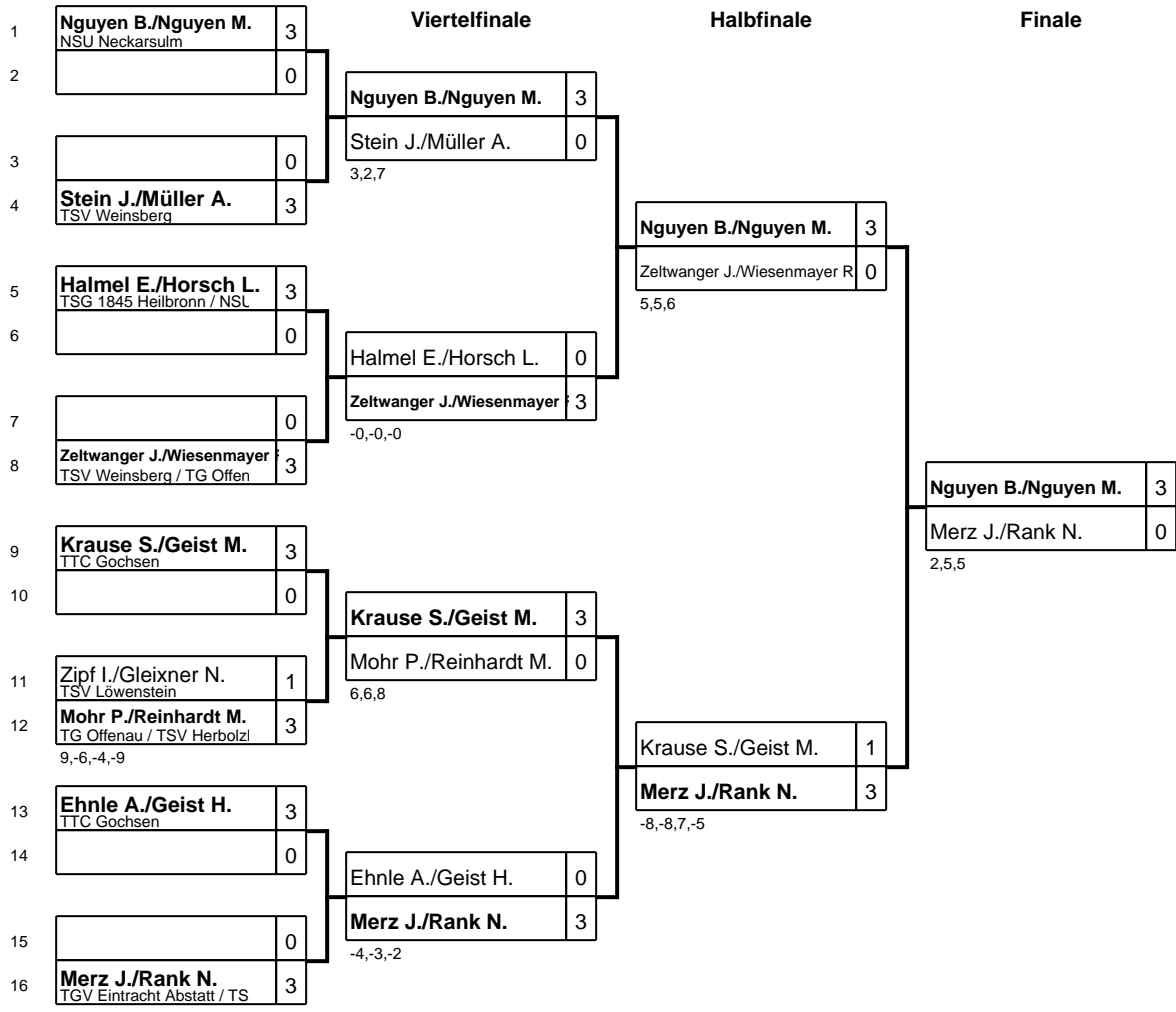 Viertelfinale Halbfinale Finale
1 Nguyen B./Nguyen M. 3
NSU Neckarsulm
2 0
3 0
4 Stein J./Müller A. 3
TSV Weinsberg
5 Halmel E./Horsch L. 3
TSG 1845 Heilbronn / NSU
6 0
7 0
8 Zeltwanger J./Wiesenmayer 3
TSV Weinsberg / TG Offen
9 Krause S./Geist M. 3
TTC Gochsen
10 0
11 Zipf I./Gleixner N. 1
TSV Löwenstein
12 Mohr P./Reinhardt M. 3
TG Offenau / TSV Herbolz
9,-6,-4,-9
13 Ehnle A./Geist H. 3
TTC Gochsen
14 0
15 0
16 Merz J./Rank N. 3
TGV Eintracht Abstatt / TS
Nguyen B./Nguyen M. 3
Stein J./Müller A. 0
3,2,7
Halmel E./Horsch L. 0
Zeltwanger J./Wiesenmayer 3
-0,-0,-0
Krause S./Geist M. 3
Mohr P./Reinhardt M. 0
6,6,8
Ehnle A./Geist H. 0
Merz J./Rank N. 3
-4,-3,-2
Nguyen B./Nguyen M. 3
Zeltwanger J./Wiesenmayer R 0
5,5,6
Krause S./Geist M. 1
Merz J./Rank N. 3
-8,-8,7,-5
Nguyen B./Nguyen M. 3
Merz J./Rank N. 0
2,5,5